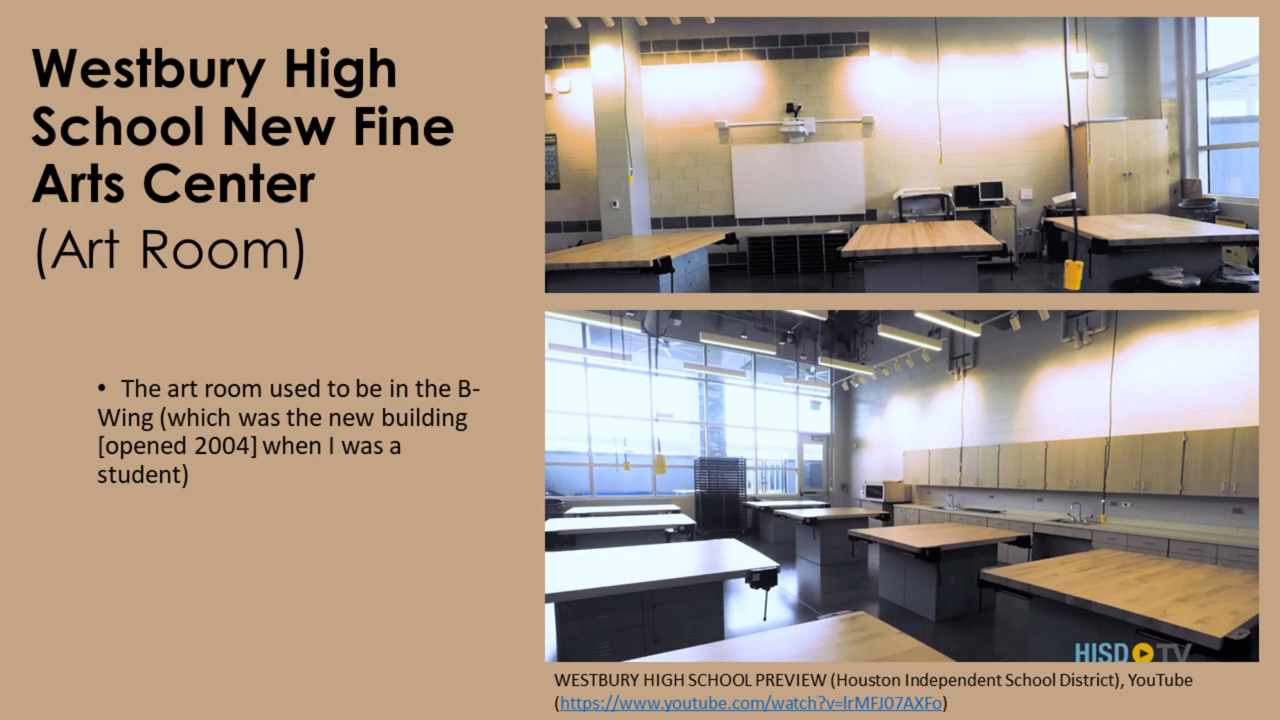 Westbury High
School New Fine
Arts Center
(Art Room)
• The art room used to be in the B-
Wing (which was the new building
[opened 2004] when I was a
student)
HISD TV
WESTBURY HIGH SCHOOL PREVIEW (Houston Independent School District), YouTube
(https://www.youtube.com/watch?v=lrMFJ07AXFo)